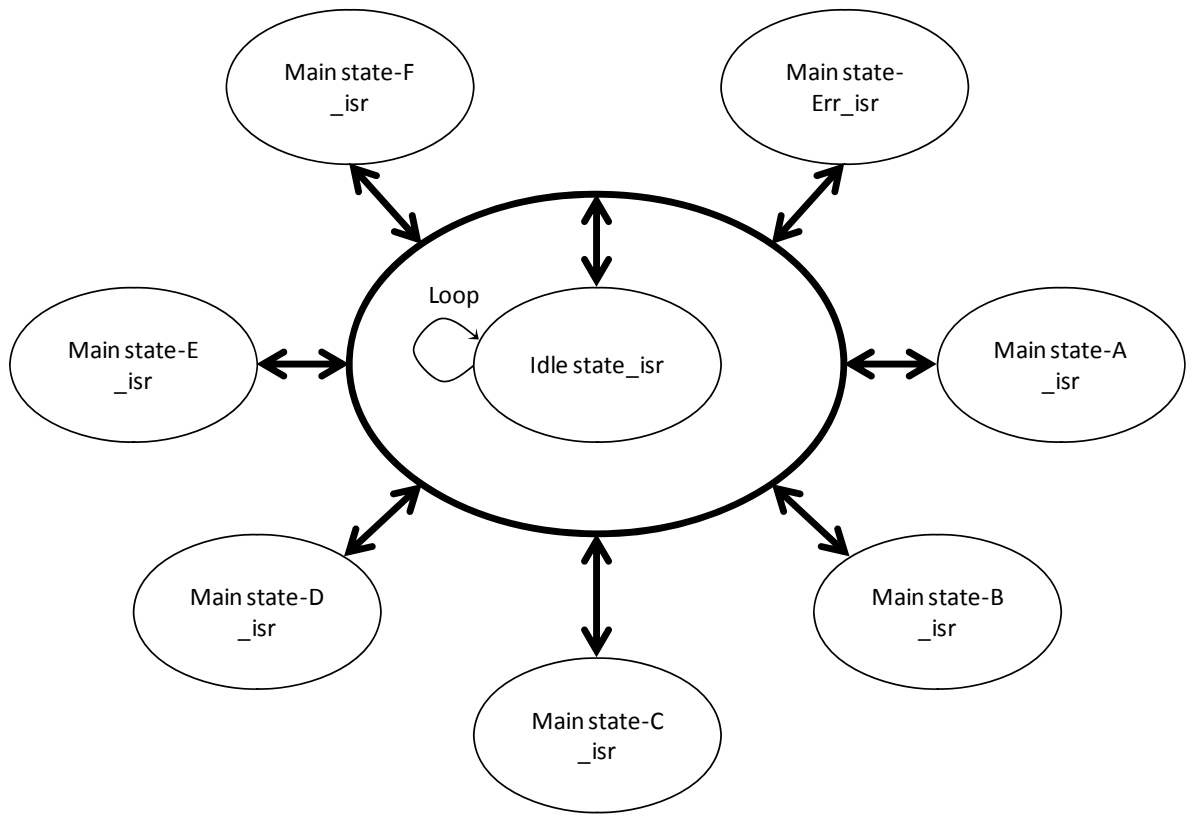 Main state-F
_isr
Main state-
Err_isr
Loop
Main state-E
_isr
Idle state_isr
Main state-A
_isr
Main state-D
_isr
Main state-B
_isr
Main state-C
_isr